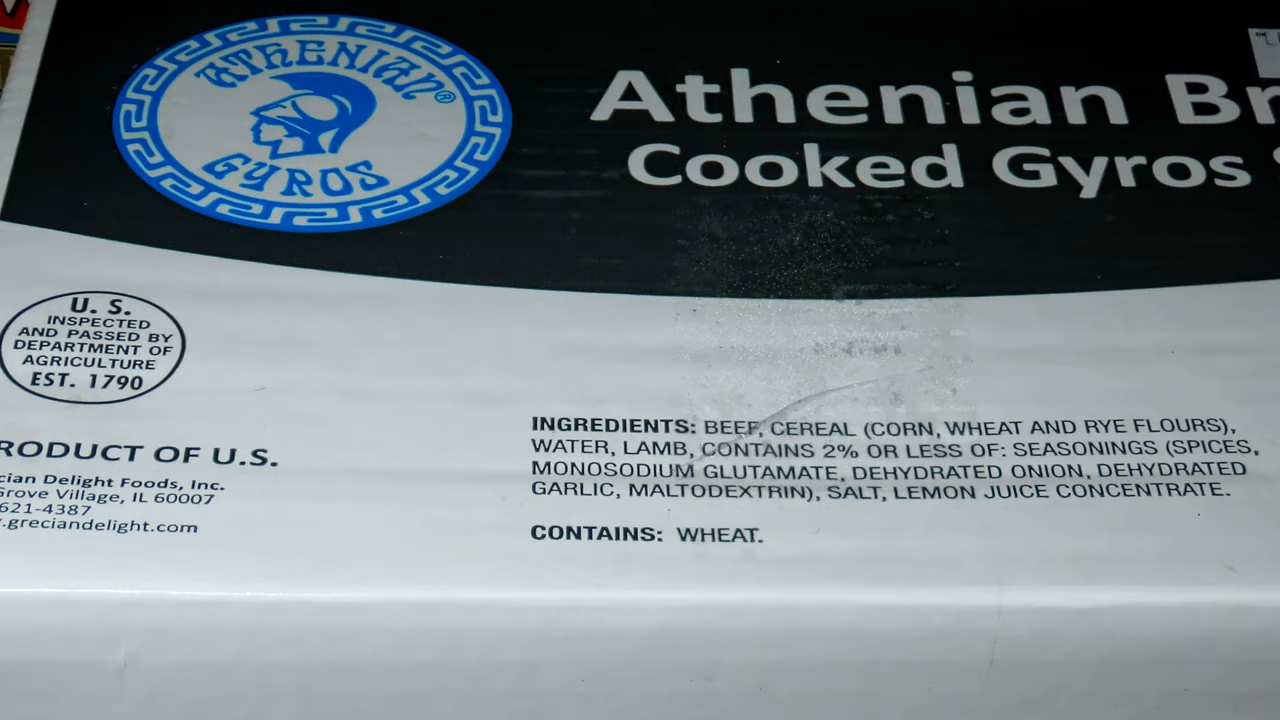 ATHENIAN®
GYROS
Athenian Br
Cooked Gyros
U. S.
INSPECTED
AND PASSED BY
DEPARTMENT OF
AGRICULTURE
EST. 1790
RODUCT OF U.S.
cian Delight Foods, Inc.
Grove Village, IL 60007
621-4387
.greciandelight.com
INGREDIENTS: BEEF, CEREAL (CORN, WHEAT AND RYE FLOURS),
WATER, LAMB, CONTAINS 2% OR LESS OF: SEASONINGS (SPICES,
MONOSODIUM GLUTAMATE, DEHYDRATED ONION, DEHYDRATED
GARLIC, MALTODEXTRIN), SALT, LEMON JUICE CONCENTRATE.
CONTAINS: WHEAT.